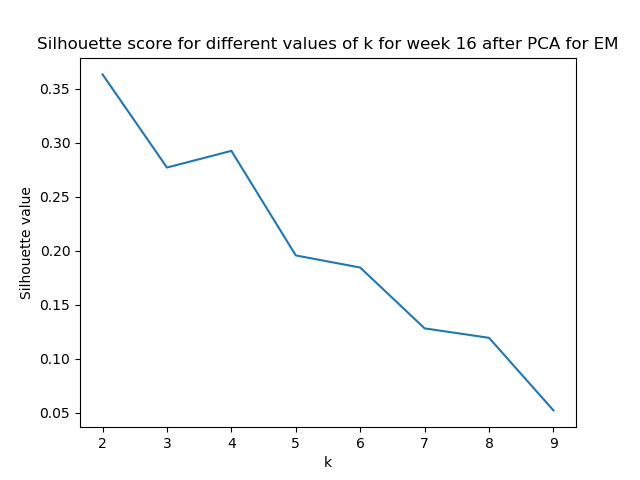 Silhouette score for different values of k for week 16 after PCA for EM
Silhouette value
0.35
0.30
0.25
0.20
0.15
0.10
0.05
2 3 4 5 6 7 8 9
k